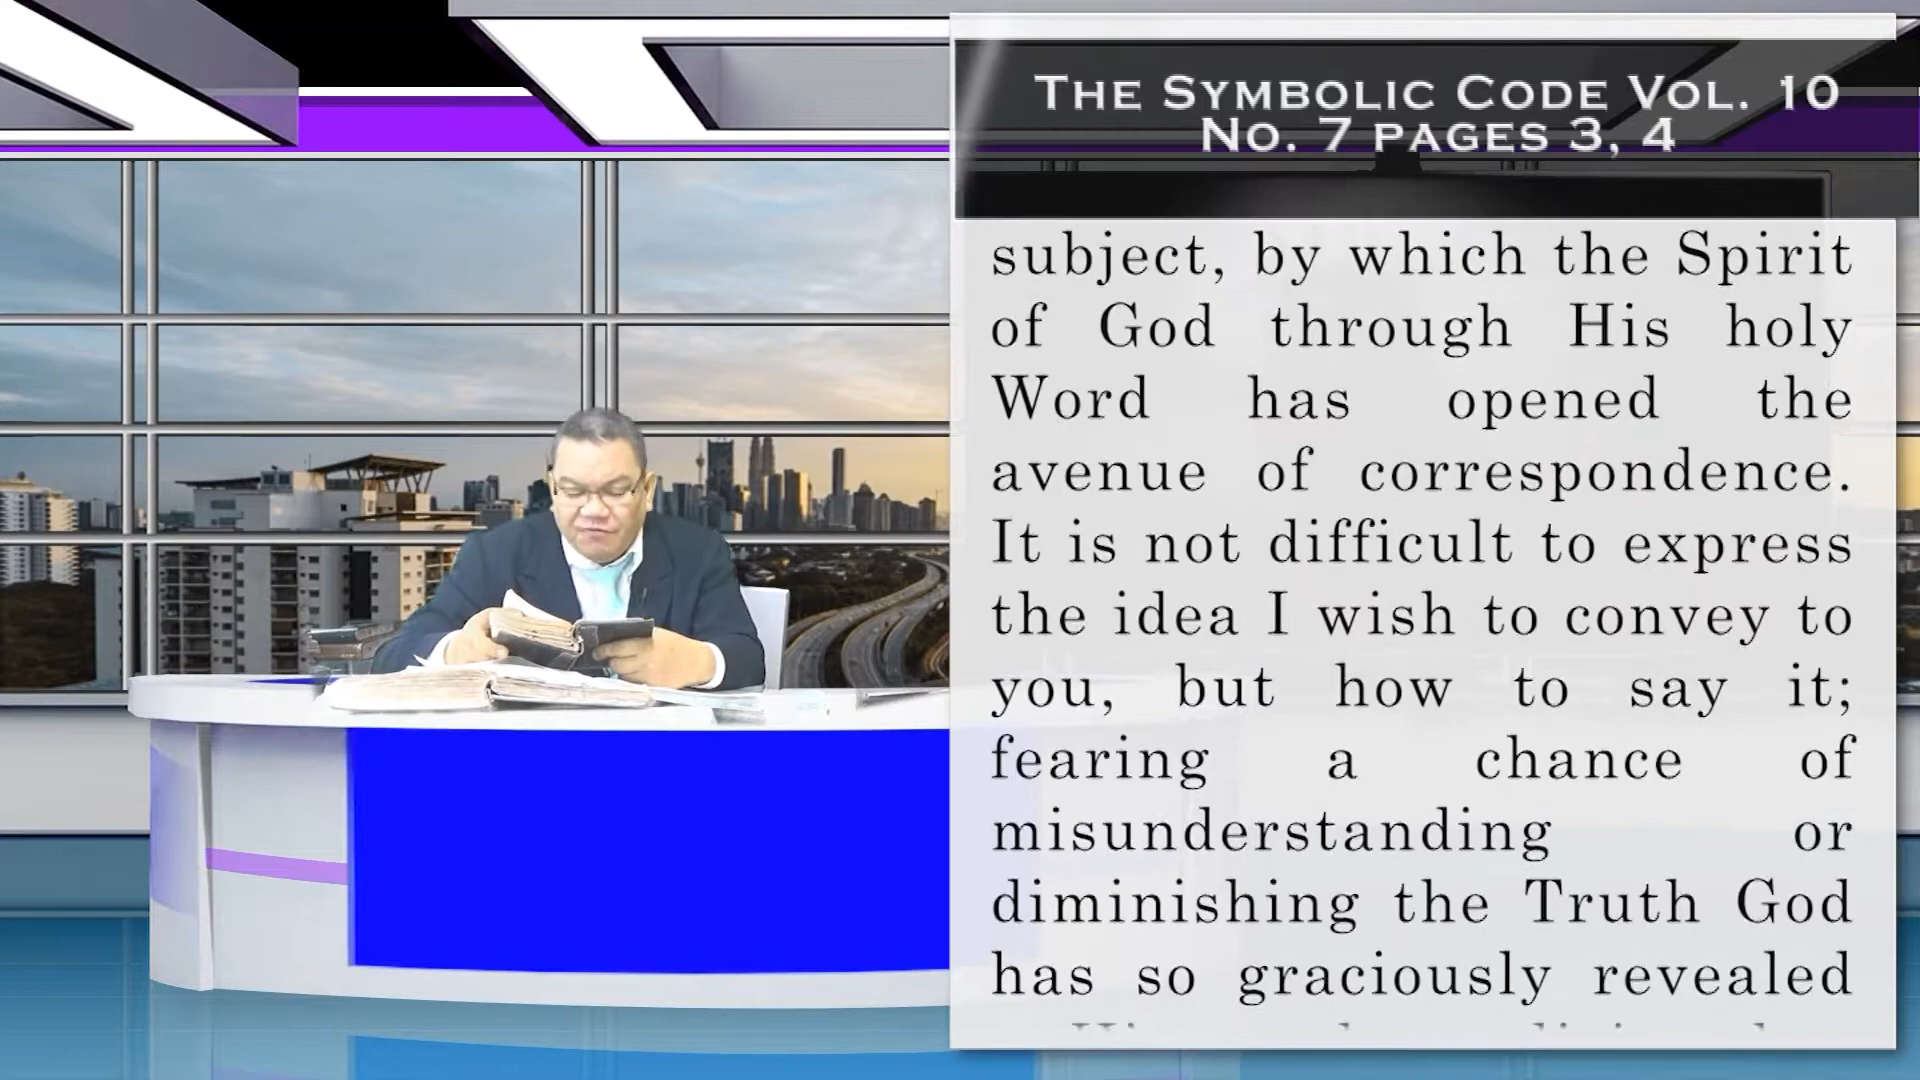 The Symbolic Code Vol. 10
No. 7 pages 3, 4
subject, by which the Spirit
of God through His holy
Word has opened the
avenue of correspondence.
It is not difficult to express
the idea I wish to convey to
you, but how to say it;
fearing a chance of
misunderstanding or
diminishing the Truth God
has so graciously revealed